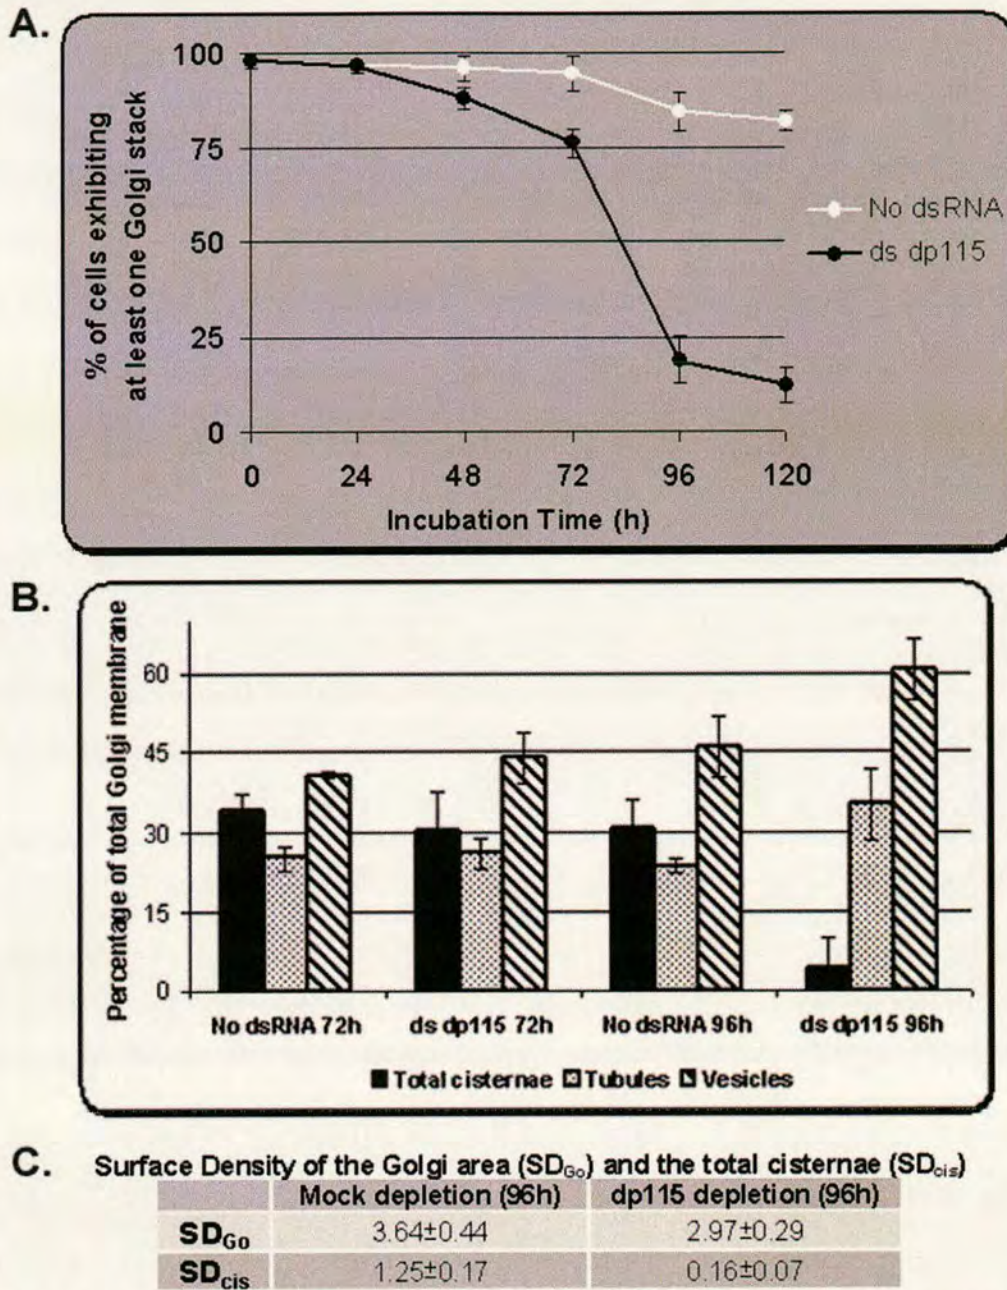 A.
% of cells exhibiting
at least one Golgi stack
100
75
50
25
0
0 24 48 72 96 120
Incubation Time (h)
No dsRNA
ds dp115
B.
Percentage of total Golgi membrane
60
45
30
15
0
No dsRNA 72h ds dp115 72h No dsRNA 96h ds dp115 96h
Total cisternae Tubules Vesicles
C. Surface Density of the Golgi area (SDGo) and the total cisternae (SDcis)
Mock depletion (96h) dp115 depletion (96h)
SDGo 3.64±0.44 2.97±0.29
SDcis 1.25±0.17 0.16±0.07